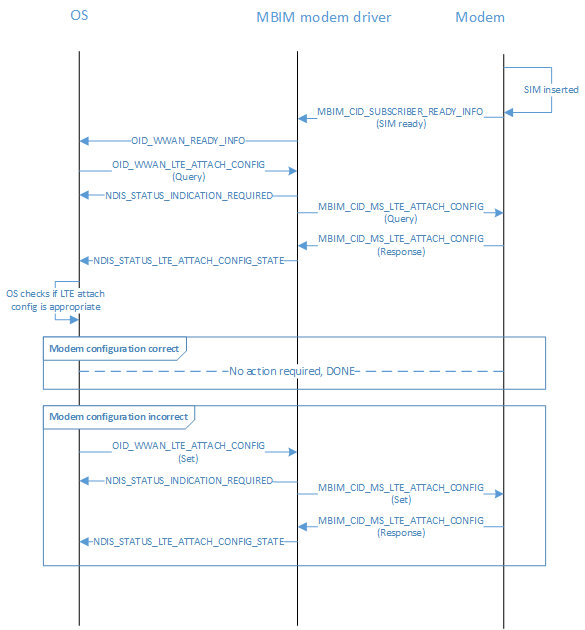 OS
MBIM modem driver
Modem
SIM inserted
MBIM_CID_SUBSCRIBER_READY_INFO
(SIM ready)
OID_WWAN_READY_INFO
OID_WWAN_LTE_ATTACH_CONFIG
(Query)
NDIS_STATUS_INDICATION_REQUIRED
MBIM_CID_MS_LTE_ATTACH_CONFIG
(Query)
MBIM_CID_MS_LTE_ATTACH_CONFIG
(Response)
NDIS_STATUS_LTE_ATTACH_CONFIG_STATE
OS checks if LTE attach
config is appropriate
Modem configuration correct
No action required, DONE
Modem configuration incorrect
OID_WWAN_LTE_ATTACH_CONFIG
(Set)
NDIS_STATUS_INDICATION_REQUIRED
MBIM_CID_MS_LTE_ATTACH_CONFIG
(Set)
MBIM_CID_MS_LTE_ATTACH_CONFIG
(Response)
NDIS_STATUS_LTE_ATTACH_CONFIG_STATE